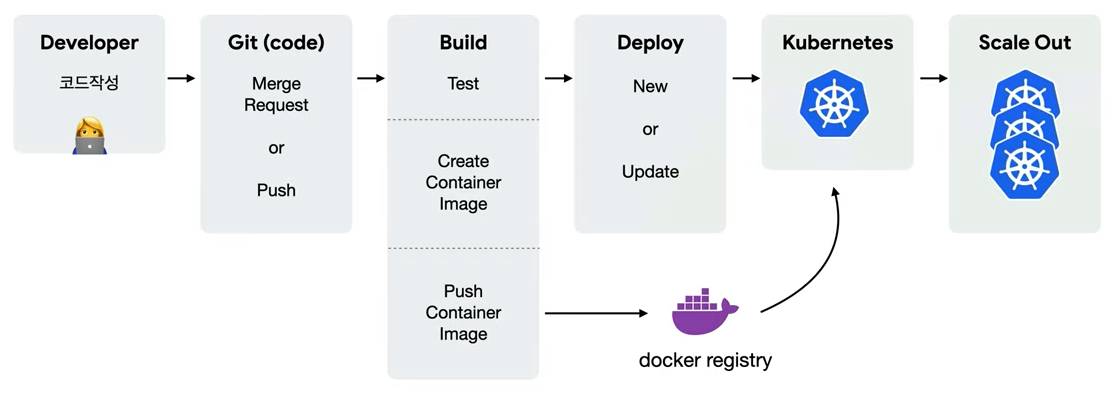 Developer
코드작성
Git (code)
Merge
Request
or
Push
Build
Test
Create
Container
Image
Push
Container
Image
Deploy
New
or
Update
Kubernetes
Scale Out
docker registry